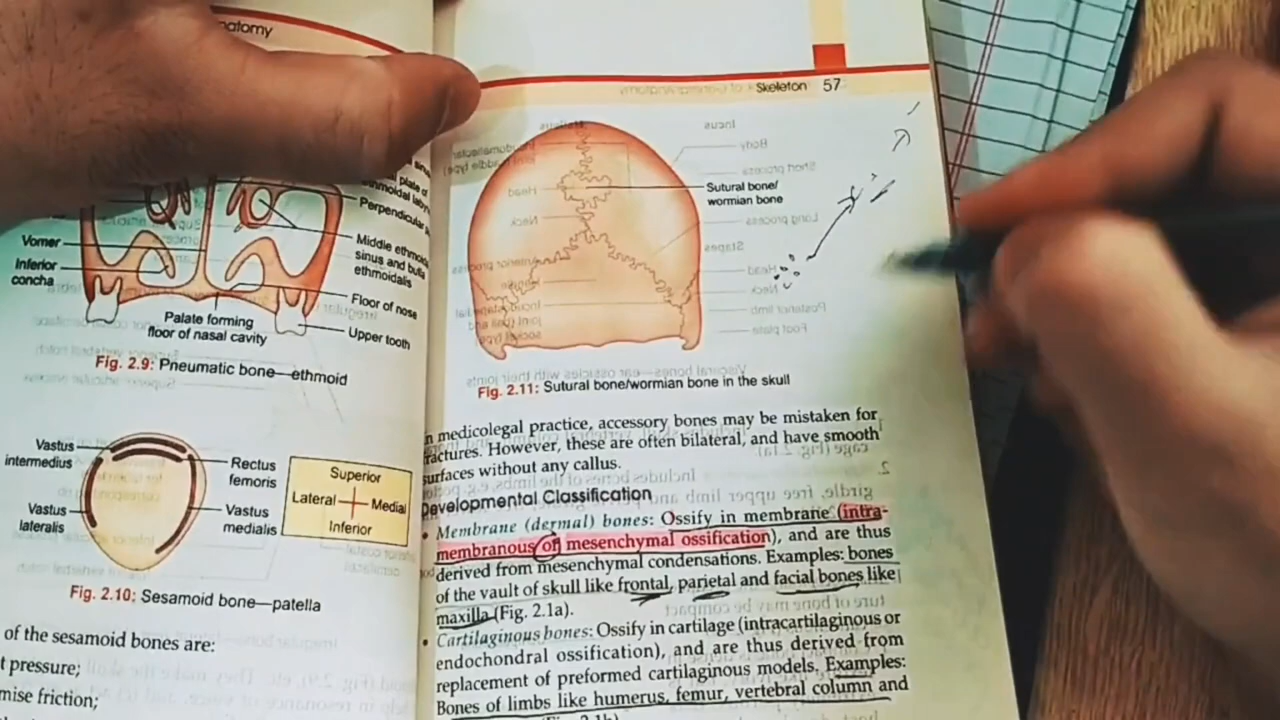 natomy
Perpendicular
Middle ethmoidal
sinus and bulla
ethmoidalis
Vomer
Inferior
concha
Floor of nose
Palate forming
floor of nasal cavity
Upper tooth
Fig. 2.9: Pneumatic bone—ethmoid
Vastus
intermedius
Rectus
femoris
Vastus
lateralis
Vastus
medialis
Superior
Lateral
Medial
Inferior
Fig. 2.10: Sesamoid bone—patella
of the sesamoid bones are:
t pressure;
mise friction;
Skeleton 57
Sutural bone/
wormian bone
Fig. 2.11: Sutural bone/wormian bone in the skull
n medicolegal practice, accessory bones may be mistaken for
ractures. However, these are often bilateral, and have smooth
surfaces without any callus.
Developmental Classification
• Membrane (dermal) bones: Ossify in membrane (intra-
membranous or mesenchymal ossification), and are thus
derived from mesenchymal condensations. Examples: bones
of the vault of skull like frontal, parietal and facial bones like
maxilla (Fig. 2.1a).
• Cartilaginous bones: Ossify in cartilage (intracartilaginous or
endochondral ossification), and are thus derived from
replacement of preformed cartilaginous models. Examples:
Bones of limbs like humerus, femur, vertebral column and